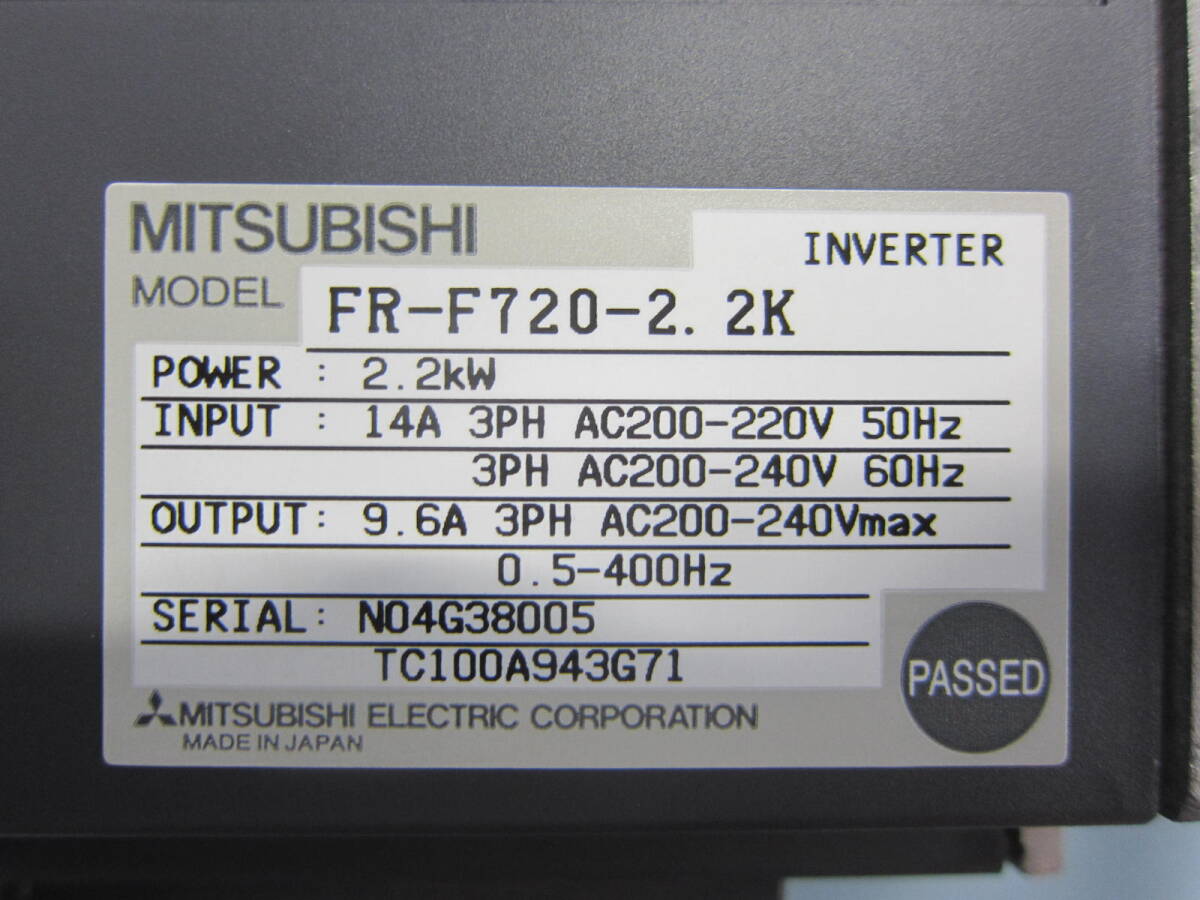 MITSUBISHI
INVERTER
MODEL FR-F720-2.2K
POWER : 2.2kW
INPUT : 14A 3PH AC200-220V 50Hz
3PH AC200-240V 60Hz
OUTPUT: 9.6A 3PH AC200-240Vmax
0.5-400Hz
SERIAL: N04G38005
TC100A943G71
PASSED
MITSUBISHI ELECTRIC CORPORATION
MADE IN JAPAN